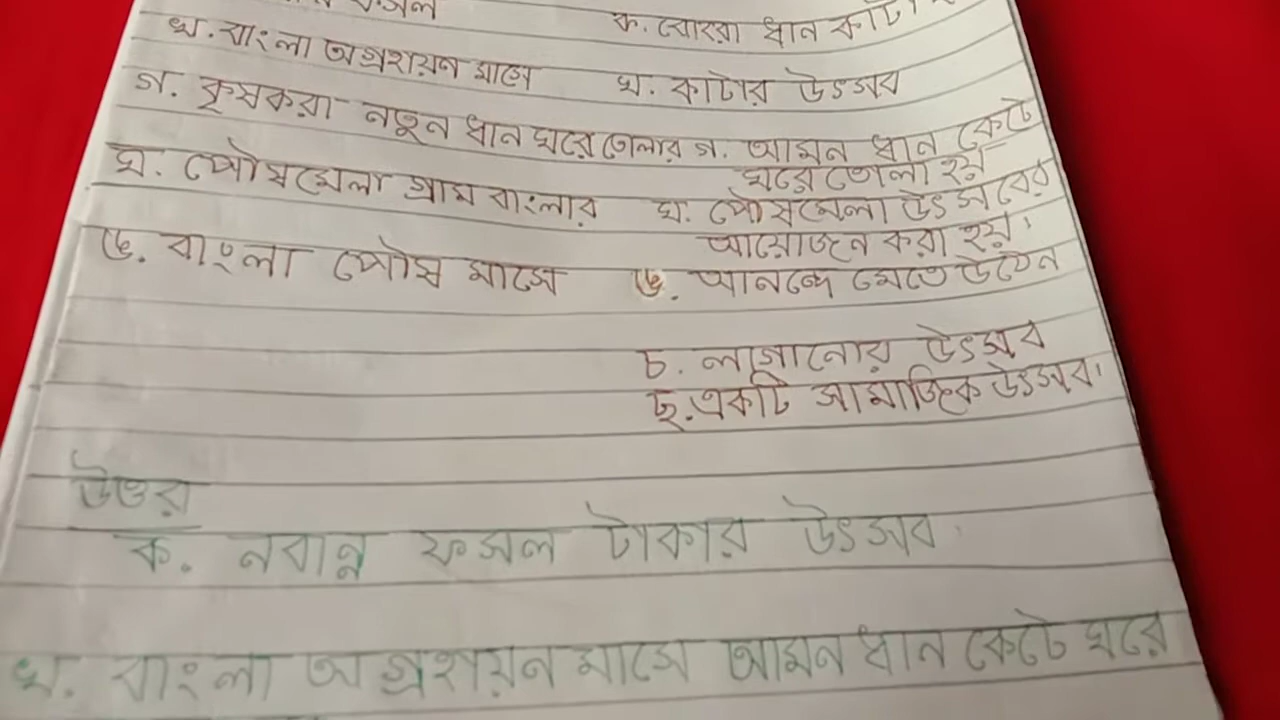 ফসল ক. বোরো ধান কাটা
খ. বাংলা অগ্রহায়ন মাসে খ. কাটার উৎসব
গ. কৃষকরা নতুন ধান ঘরে তোলার গ. আমন ধান কেটে
ঘরে তোলা হয়
ঘ. পৌষমেলা গ্রাম বাংলার ঘ. পৌষমেলা উৎসবের
আয়োজন করা হয়।
ঙ. বাংলা পৌষ মাসে ঙ. আনন্দে মেতে উঠেন
চ. লাগানোর উৎসব
ছ. একটি সামাজিক উৎসব।
উত্তর
ক. নবান্ন ফসল টাকার উৎসব
খ. বাংলা অগ্রহায়ন মাসে আমন ধান কেটে ঘরে